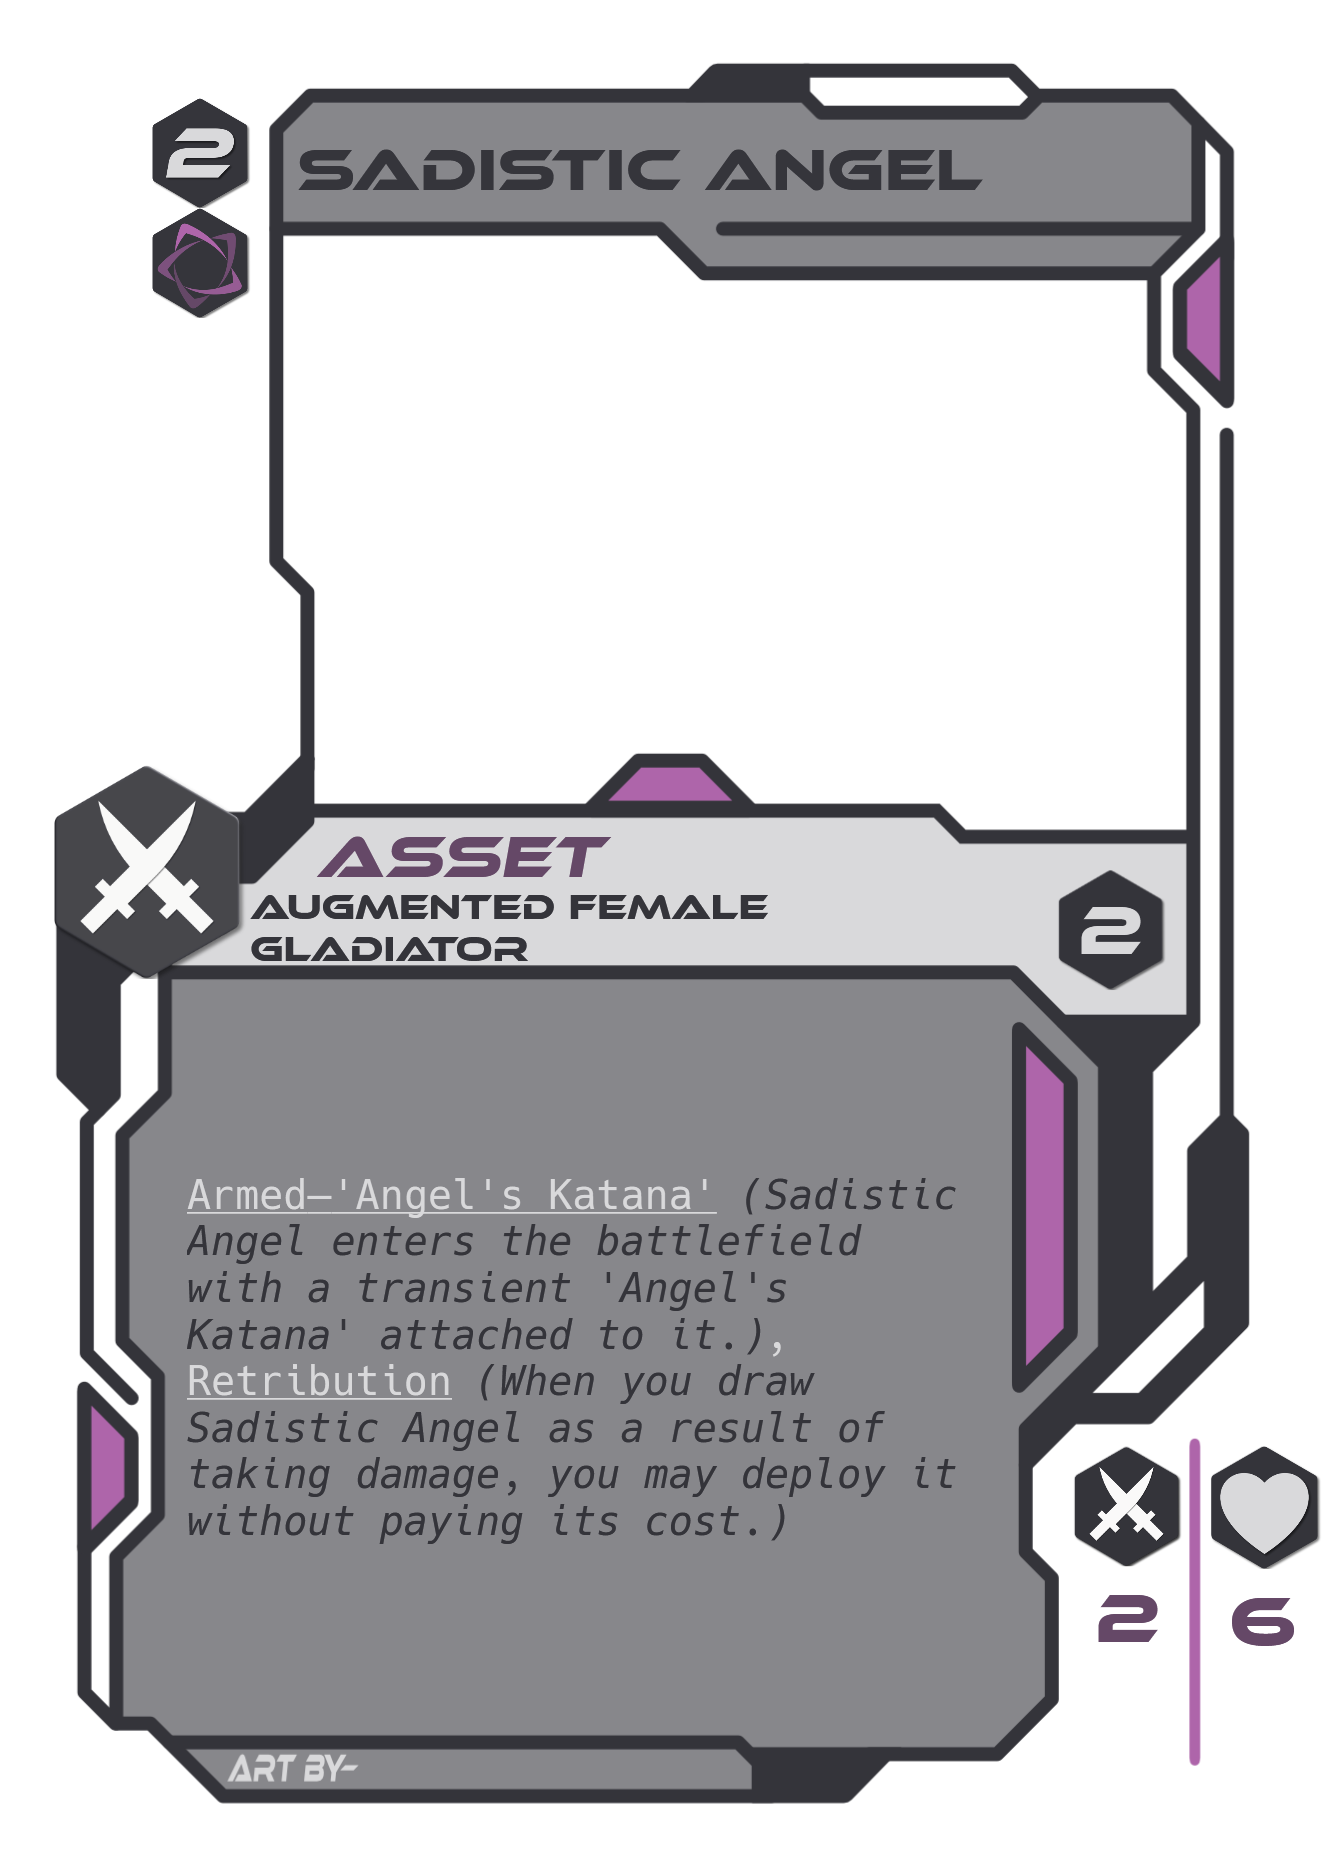 2
SADISTIC ANGEL
ASSET
AUGMENTED FEMALE
GLADIATOR
2
Armed—'Angel's Katana' (Sadistic
Angel enters the battlefield
with a transient 'Angel's
Katana' attached to it.),
Retribution (When you draw
Sadistic Angel as a result of
taking damage, you may deploy it
without paying its cost.)
2
6
ART BY-